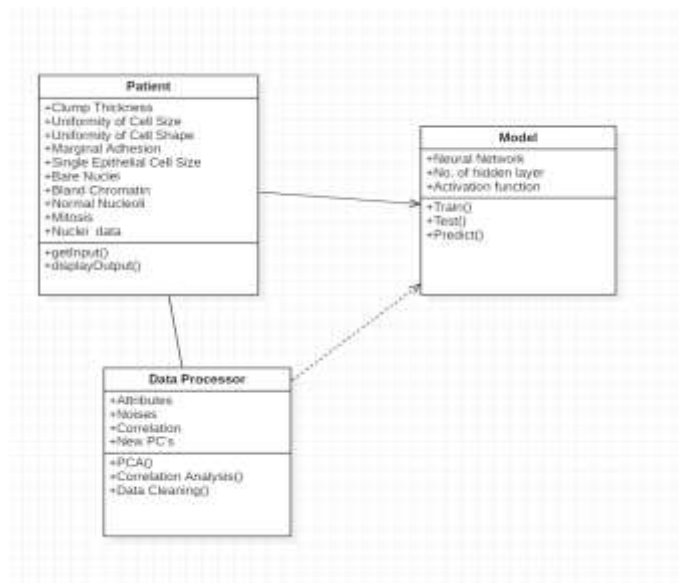 Patient
+Clump Thickness
+Uniformity of Cell Size
+Uniformity of Cell Shape
+Marginal Adhesion
+Single Epithelial Cell Size
+Bare Nuclei
+Bland Chromatin
+Normal Nucleoli
+Mitosis
+Nuclei data
+getInput()
+displayOutput()
Model
+Neural Network
+No. of hidden layer
+Activation function
+Train()
+Test()
+Predict()
Data Processor
+Attributes
+Noises
+Correlation
+New PC's
+PCA()
+Correlation Analysis()
+Data Cleaning()